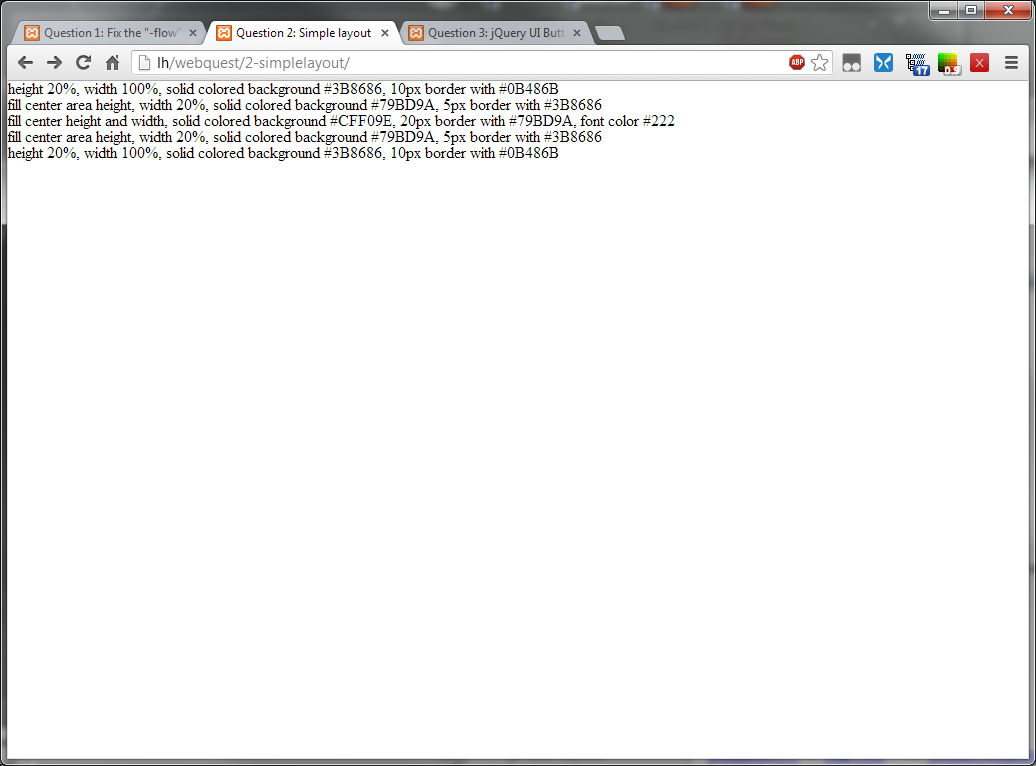 Question 1: Fix the "-flow"
Question 2: Simple layout
Question 3: jQuery UI Butt
lh/webquest/2-simplelayout/
ABP
17
0.9
X
height 20%, width 100%, solid colored background #3B8686, 10px border with #0B486B
fill center area height, width 20%, solid colored background #79BD9A, 5px border with #3B8686
fill center height and width, solid colored background #CFF09E, 20px border with #79BD9A, font color #222
fill center area height, width 20%, solid colored background #79BD9A, 5px border with #3B8686
height 20%, width 100%, solid colored background #3B8686, 10px border with #0B486B